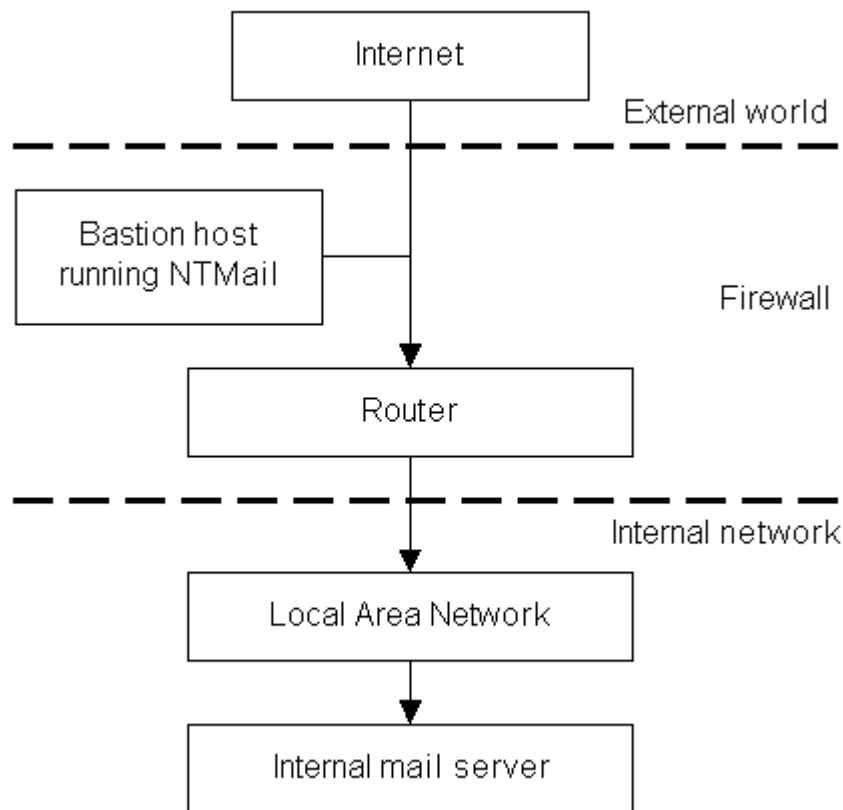 Internet
External world
Bastion host
running NTMail
Firewall
Router
Internal network
Local Area Network
Internal mail server